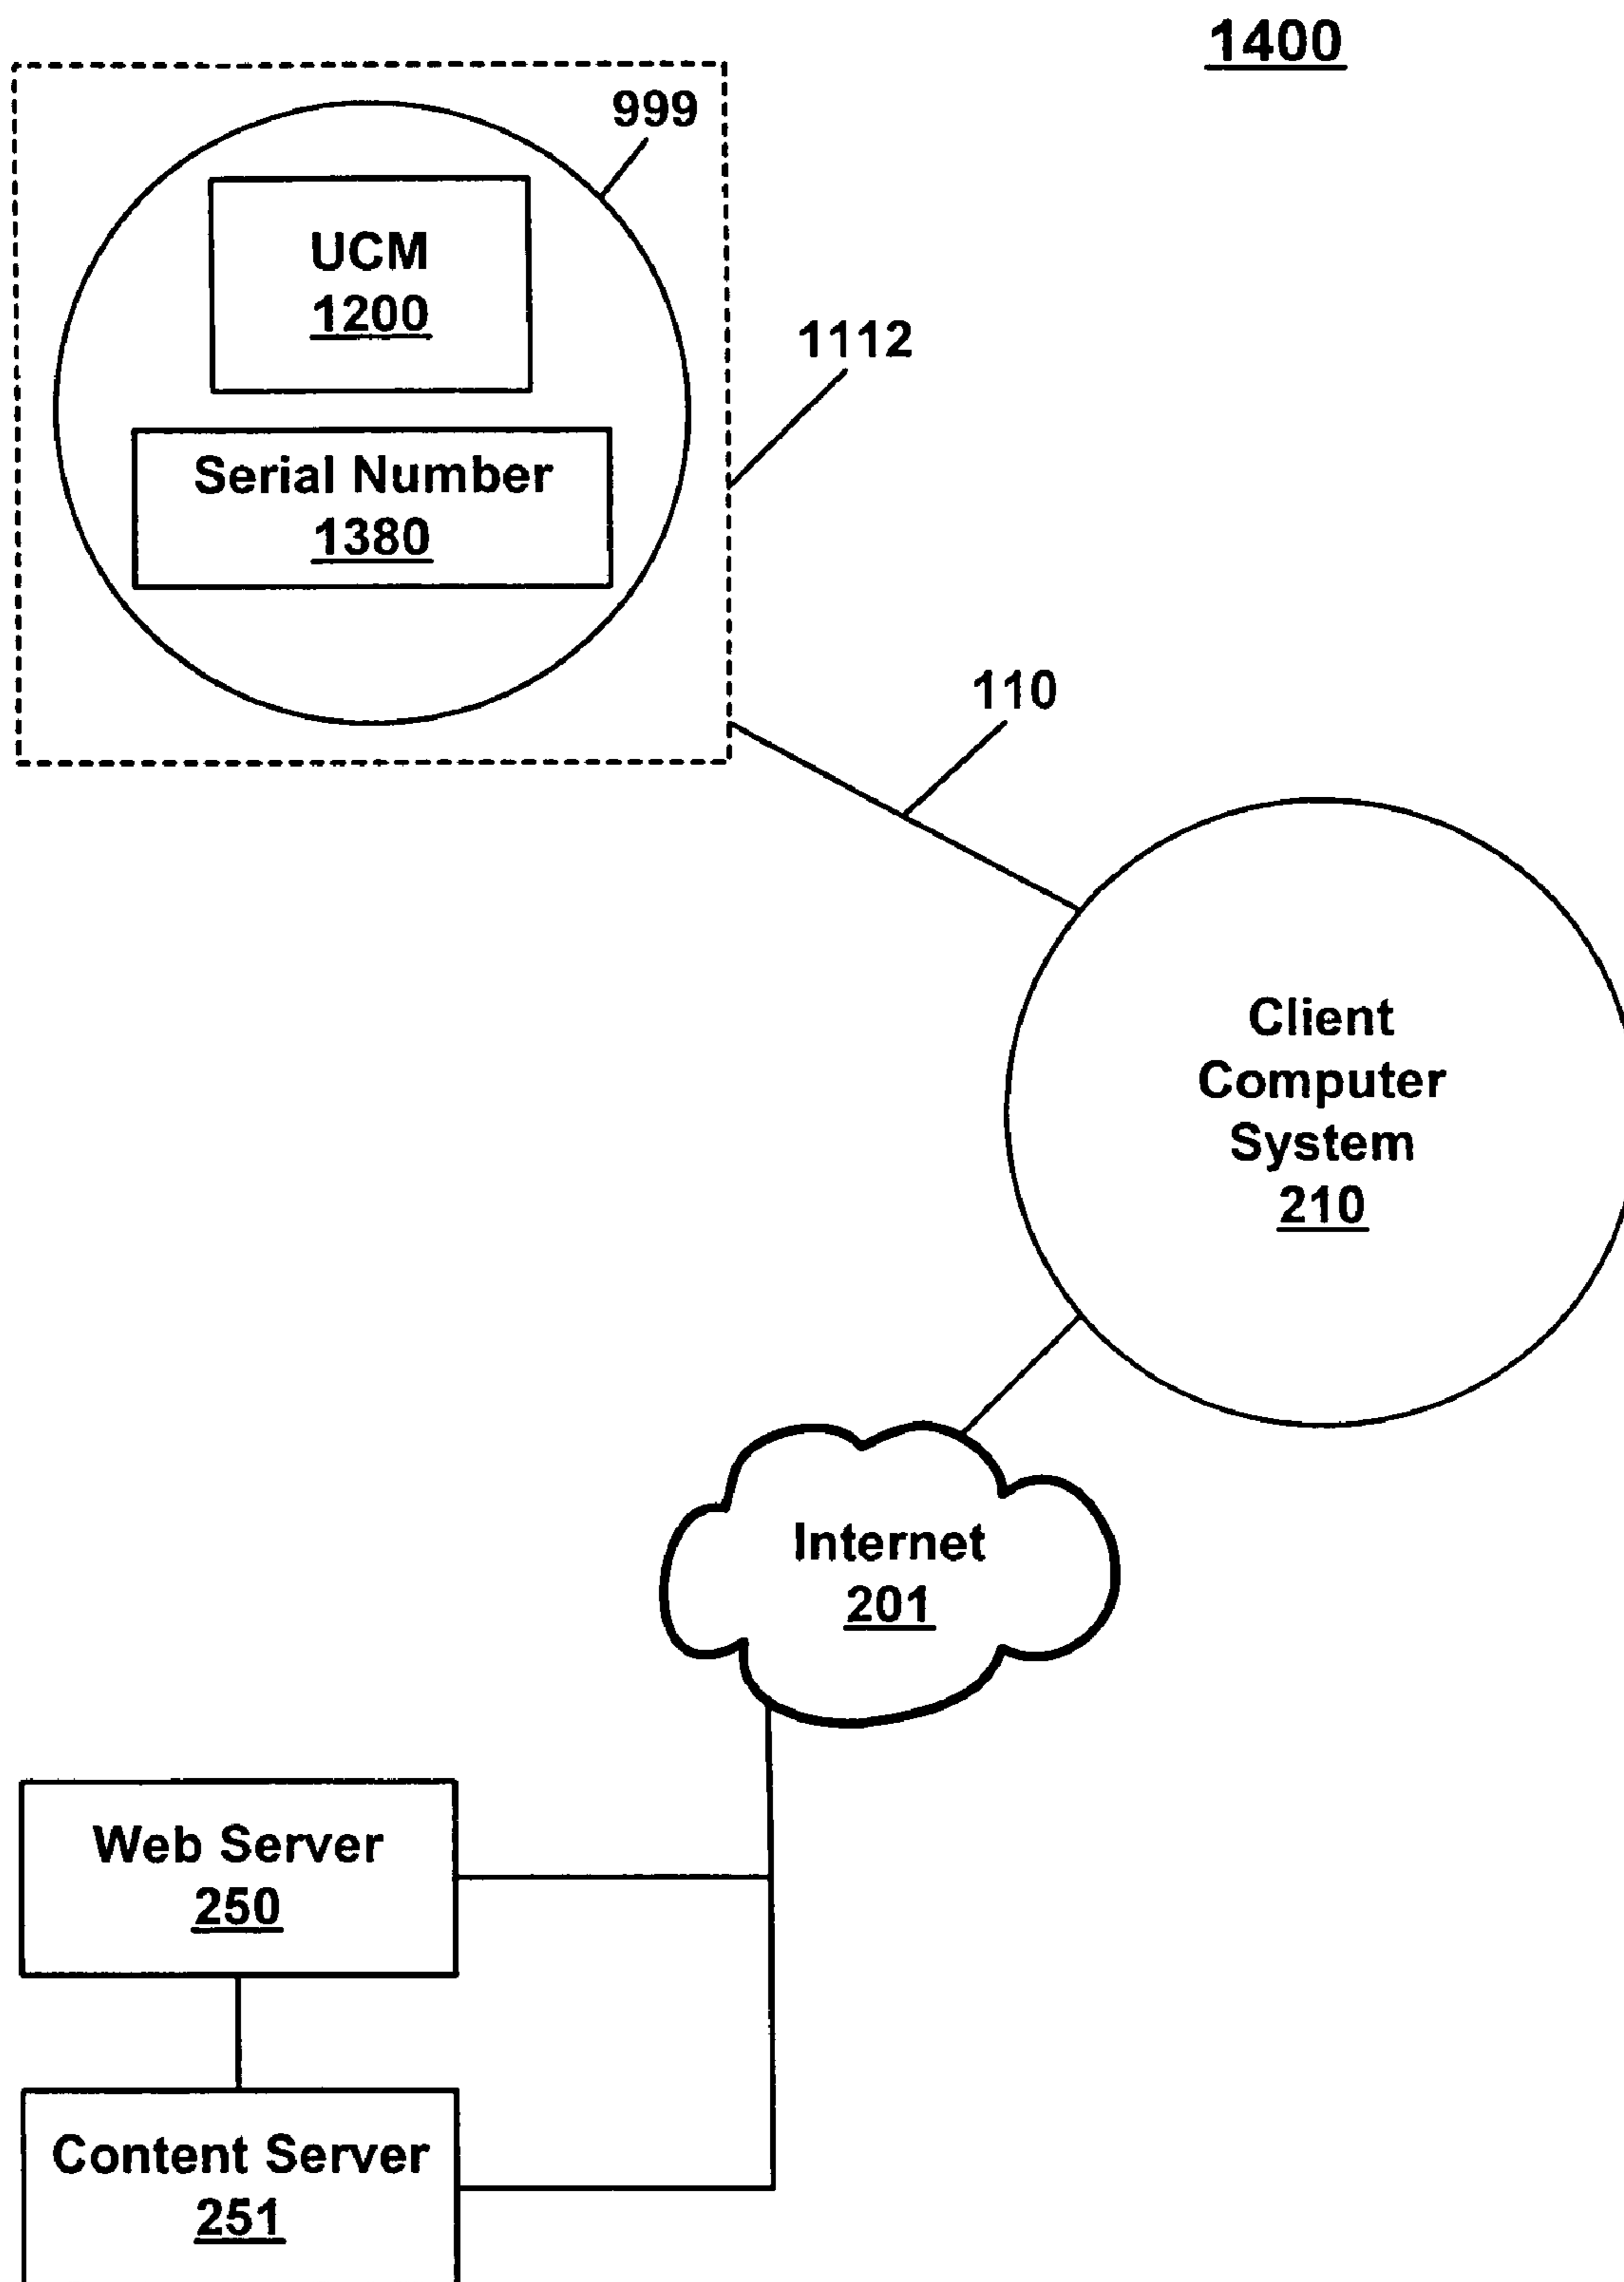 1400
999
UCM
1200
1112
Serial Number
1380
110
Client
Computer
System
210
Internet
201
Web Server
250
Content Server
251